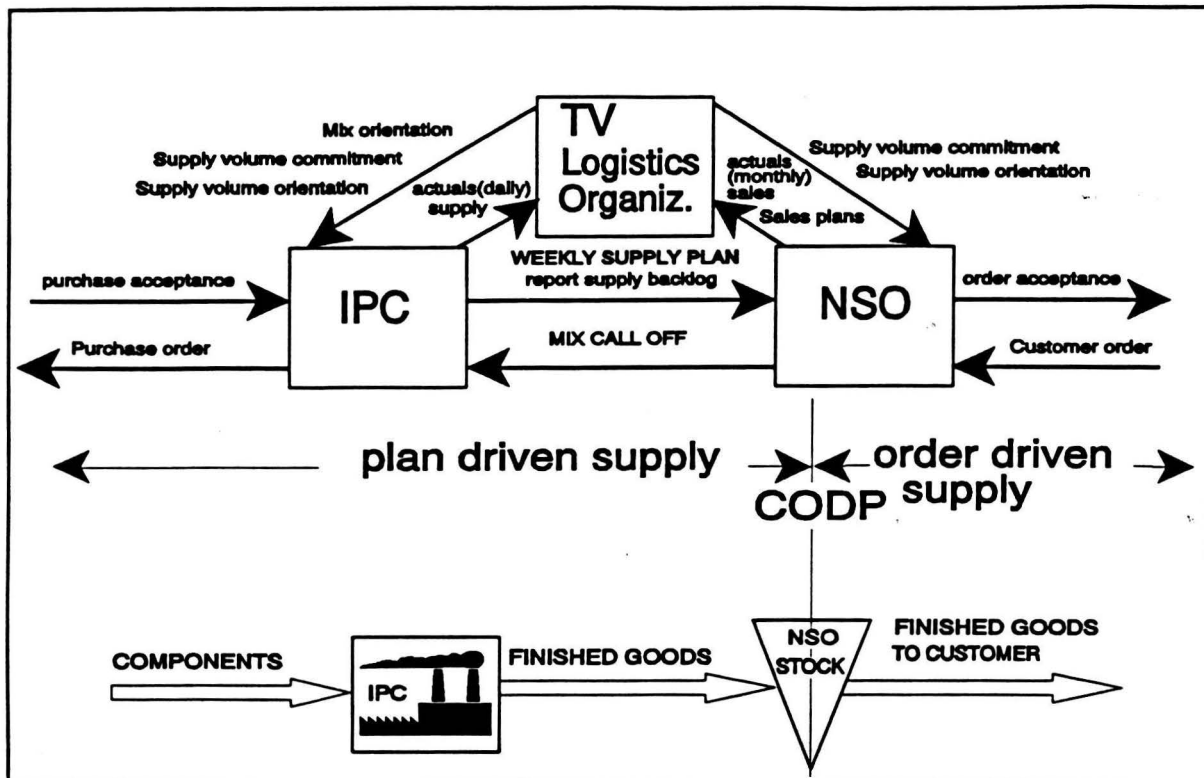 TV
Logistics
Organiz.
Mix orientation
Supply volume commitment
Supply volume orientation
actuals(daily)
supply
actuals
(monthly)
sales
Sales plans
Supply volume commitment
Supply volume orientation
purchase acceptance
IPC
WEEKLY SUPPLY PLAN
report supply backlog
NSO
order acceptance
Purchase order
MIX CALL OFF
Customer order
plan driven supply
order driven
supply
CODP
COMPONENTS
IPC
FINISHED GOODS
NSO
STOCK
FINISHED GOODS
TO CUSTOMER